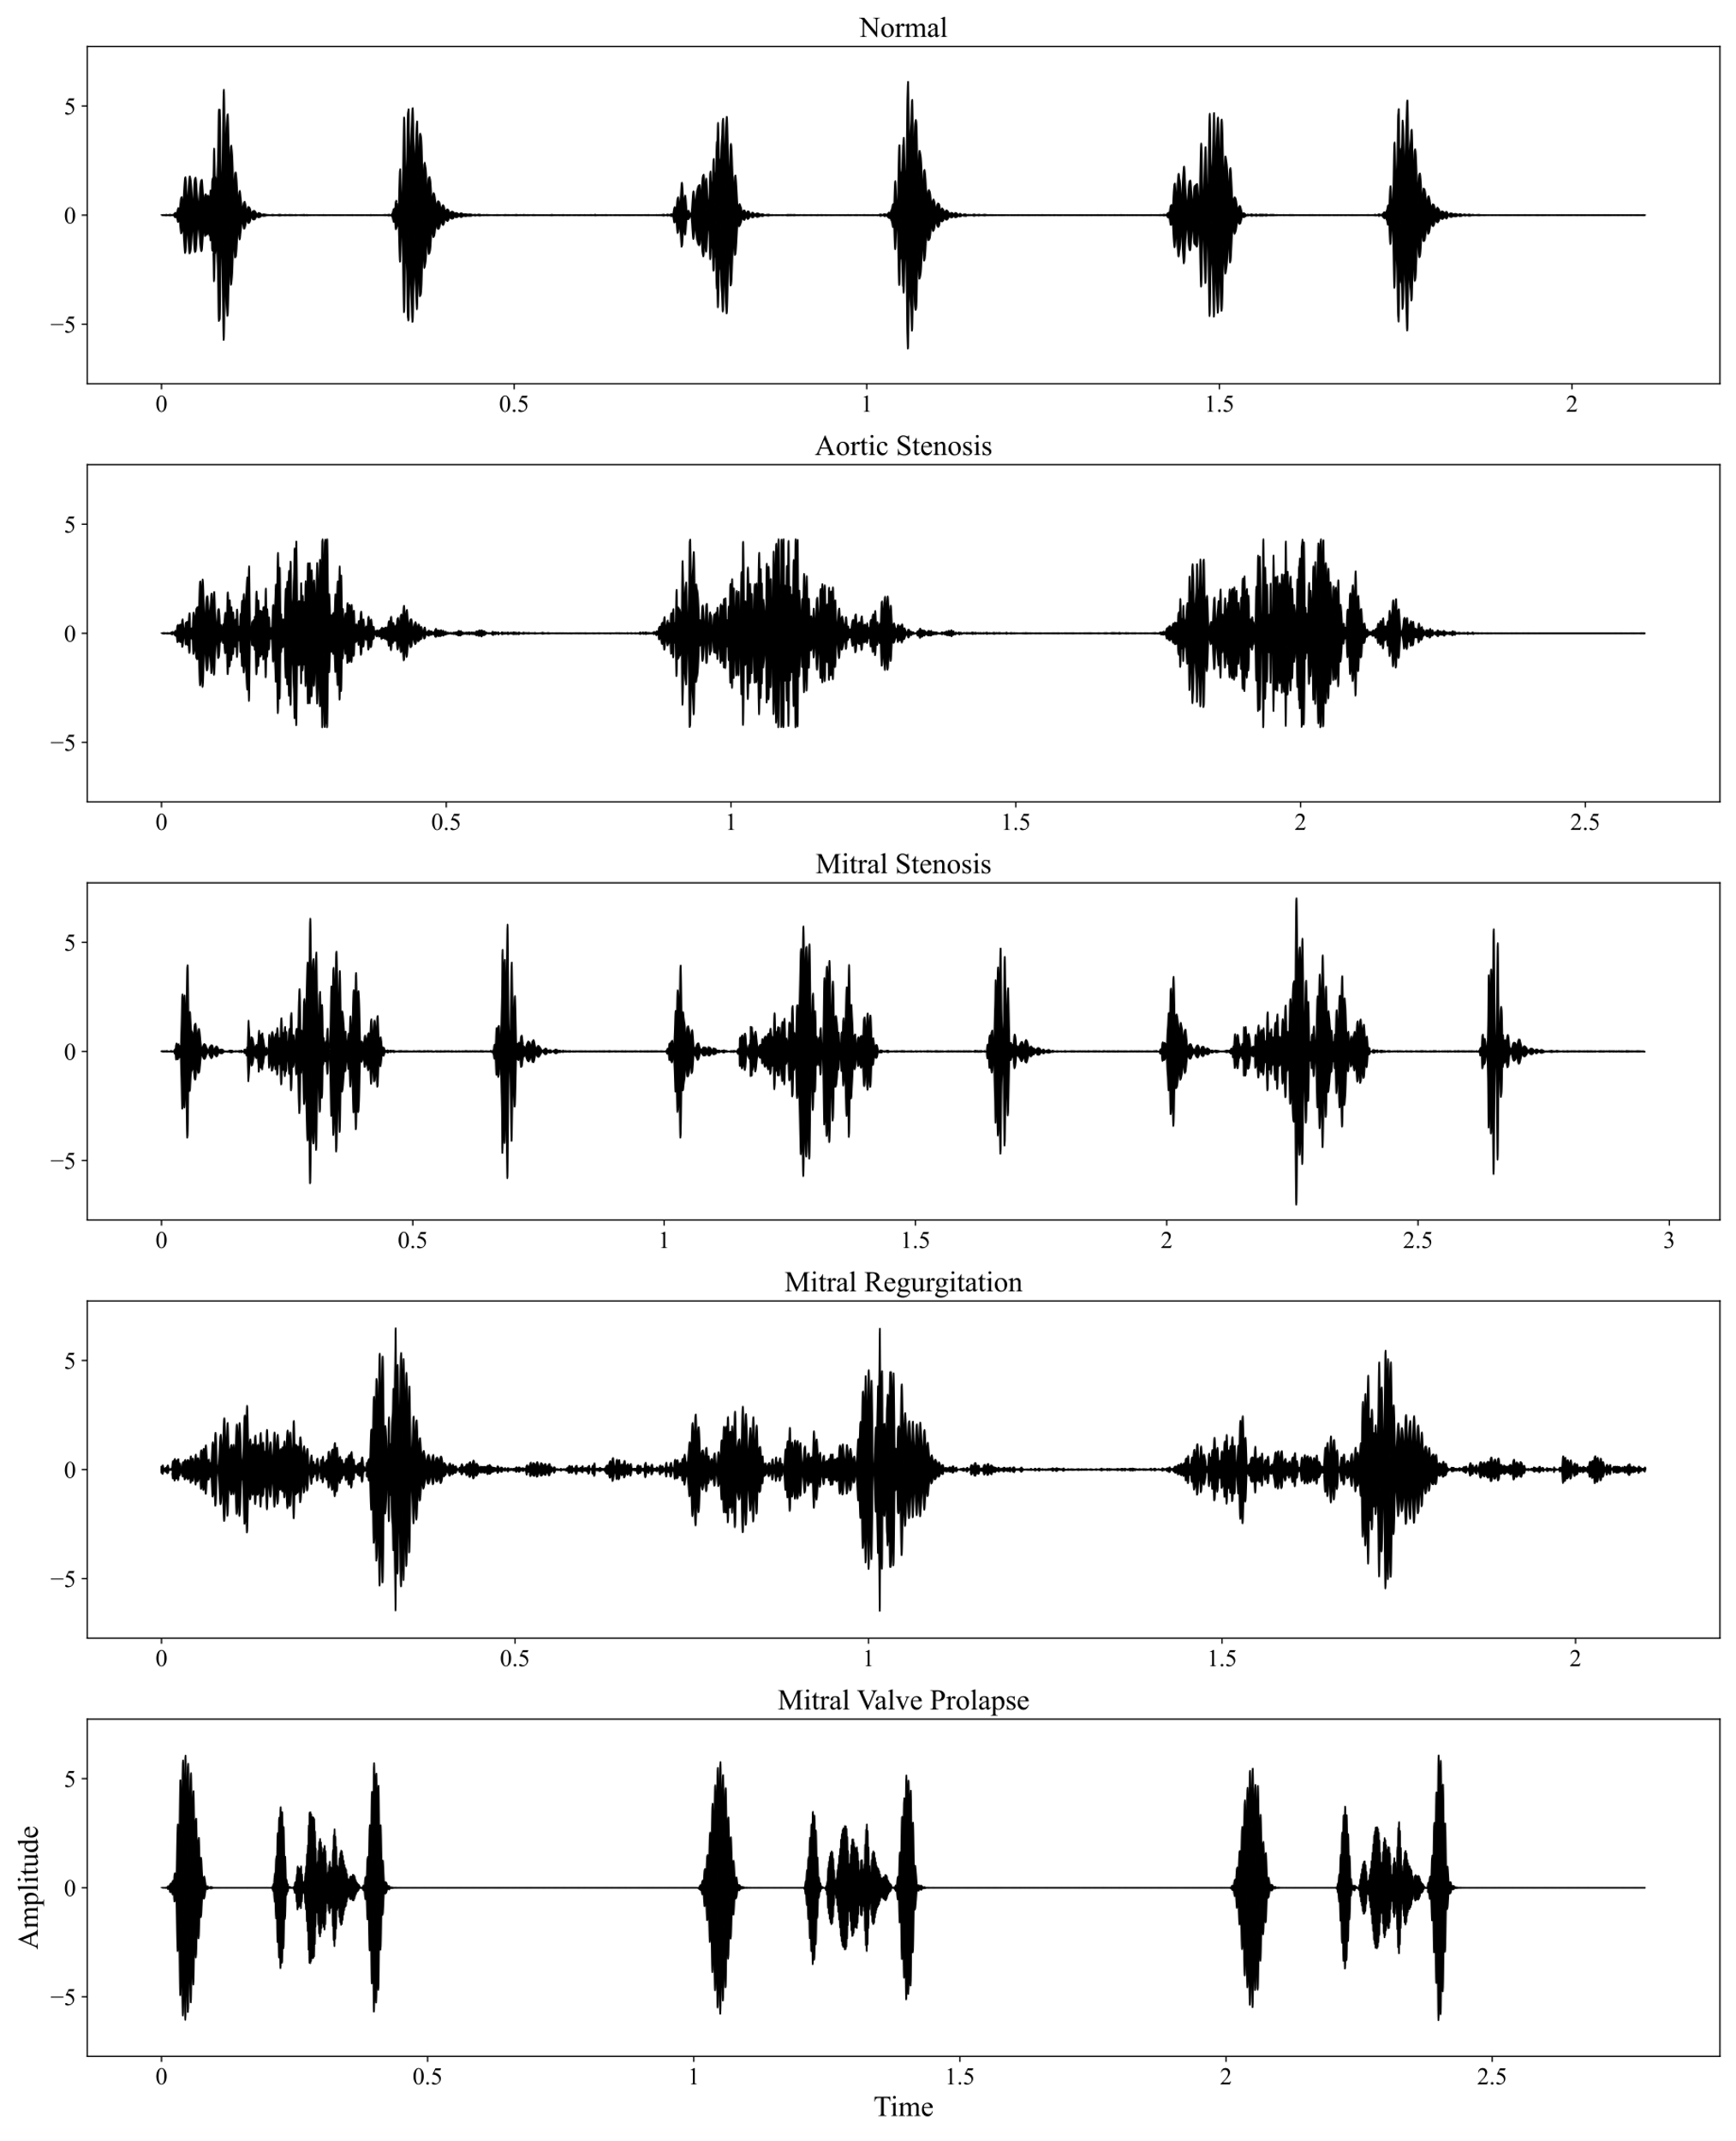 Normal
5
0
−5
0 0.5 1 1.5 2
Aortic Stenosis
5
0
−5
0 0.5 1 1.5 2 2.5
Mitral Stenosis
5
0
−5
0 0.5 1 1.5 2 2.5 3
Mitral Regurgitation
5
0
−5
0 0.5 1 1.5 2
Mitral Valve Prolapse
5
0
−5
Amplitude
0 0.5 1 1.5 2 2.5
Time